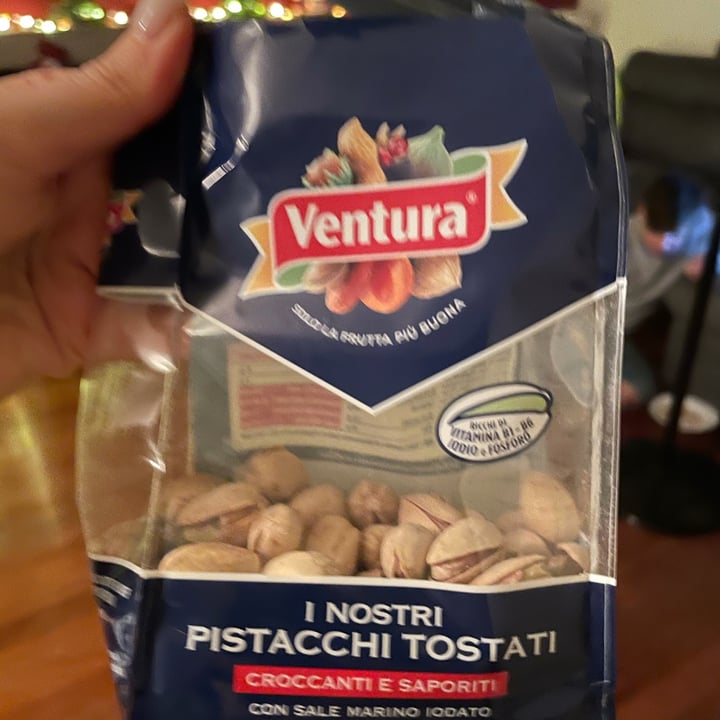 Ventura®
SOLO LA FRUTTA PIÙ BUONA
RICCHI DI
VITAMINA B1 - B6
IODIO e FOSFORO
I NOSTRI
PISTACCHI TOSTATI
CROCCANTI E SAPORITI
CON SALE MARINO IODATO